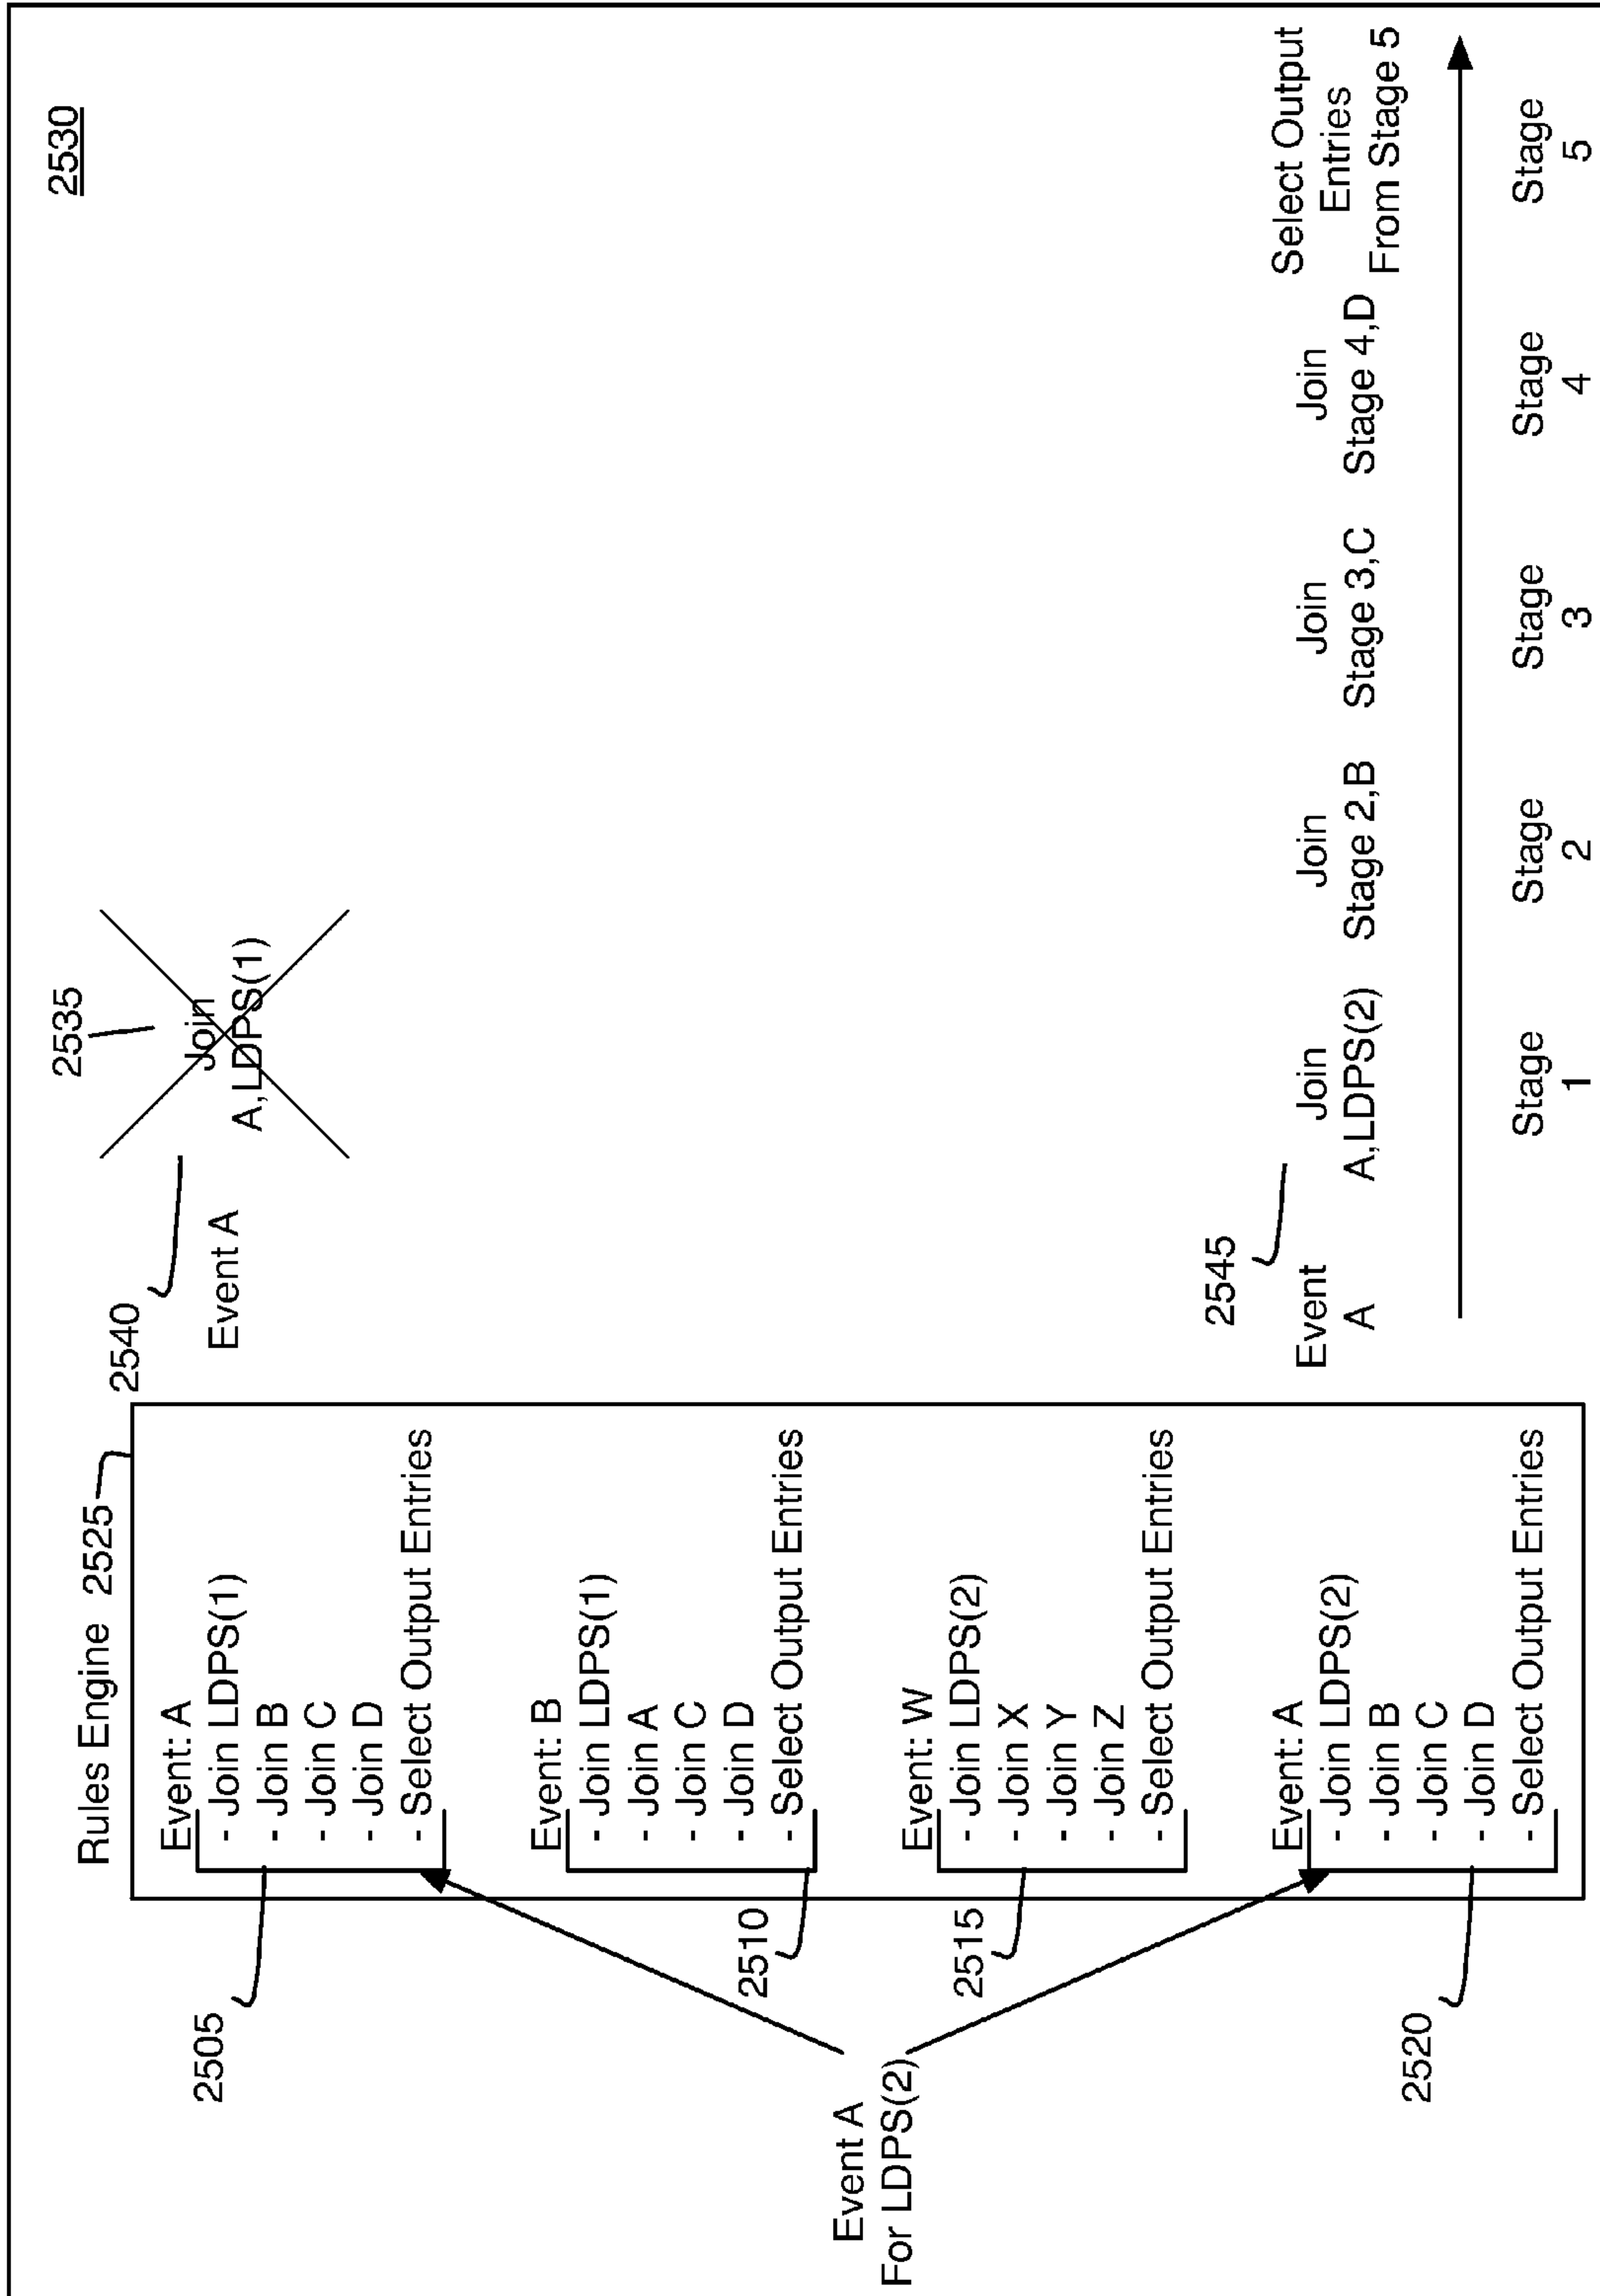 2530
Rules Engine 2525
Event: A
- Join LDPS(1)
- Join B
- Join C
- Join D
- Select Output Entries
2505
Event: B
- Join LDPS(1)
- Join A
- Join C
- Join D
- Select Output Entries
2510
Event: W
- Join LDPS(2)
- Join X
- Join Y
- Join Z
- Select Output Entries
2515
Event: A
- Join LDPS(2)
- Join B
- Join C
- Join D
- Select Output Entries
2520
Event A
For LDPS(2)
2540
Event A
2535
Join
A,LDPS(1)
2545
Event
A
Join
A,LDPS(2)
Join
Stage 2,B
Join
Stage 3,C
Join
Stage 4,D
Select Output
Entries
From Stage 5
Stage
1
Stage
2
Stage
3
Stage
4
Stage
5